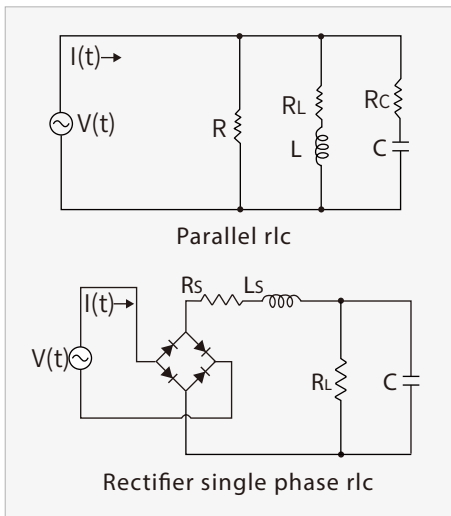 I(t)
V(t)
R
RL
L
RC
C
Parallel rlc
I(t)
V(t)
RS
LS
RL
C
Rectifier single phase rlc